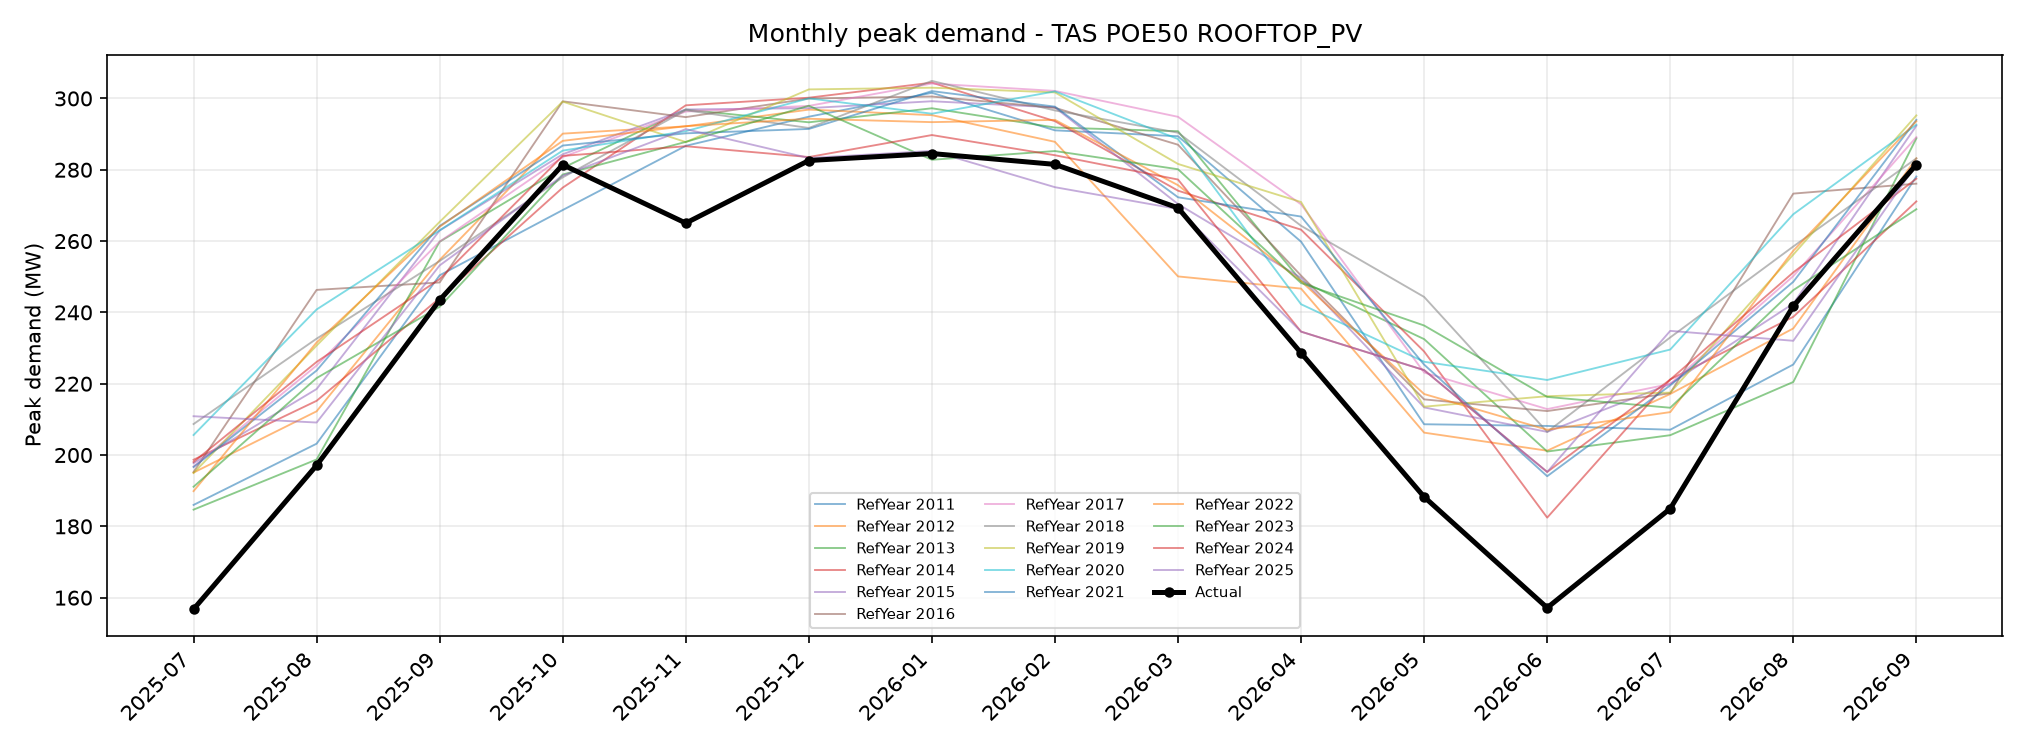 Monthly peak demand - TAS POE50 ROOFTOP_PV
Peak demand (MW)
300
280
260
240
220
200
180
160
RefYear 2011
RefYear 2012
RefYear 2013
RefYear 2014
RefYear 2015
RefYear 2016
RefYear 2017
RefYear 2018
RefYear 2019
RefYear 2020
RefYear 2021
RefYear 2022
RefYear 2023
RefYear 2024
RefYear 2025
Actual
2025-07
2025-08
2025-09
2025-10
2025-11
2025-12
2026-01
2026-02
2026-03
2026-04
2026-05
2026-06
2026-07
2026-08
2026-09